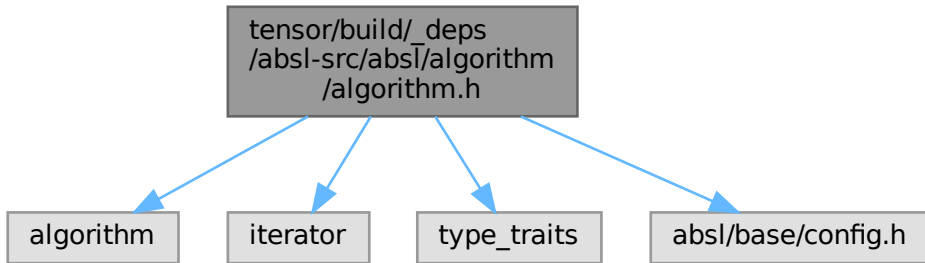 tensor/build/_deps
/absl-src/absl/algorithm
/algorithm.h
algorithm
iterator
type_traits
absl/base/config.h